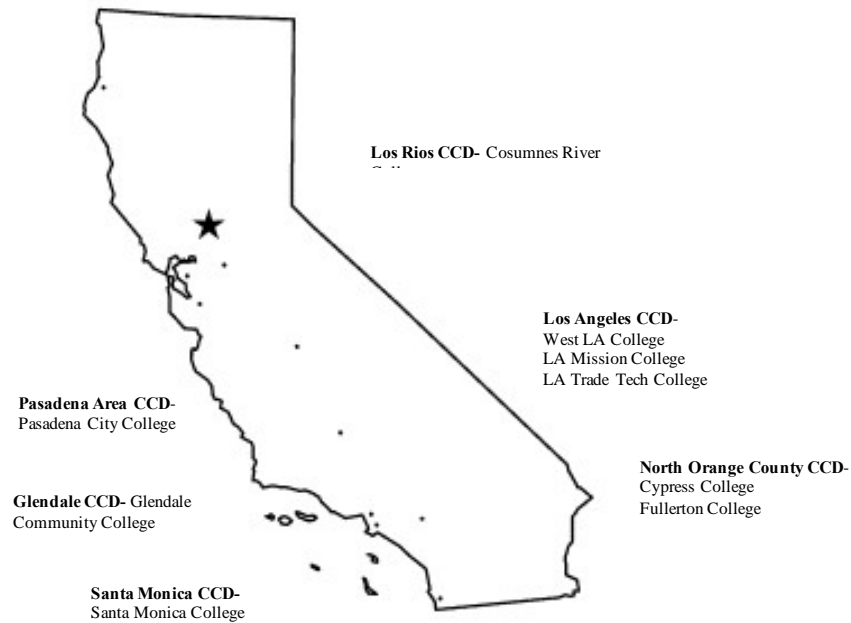 Los Rios CCD- Cosumnes River
Los Angeles CCD-
West LA College
LA Mission College
LA Trade Tech College
Pasadena Area CCD-
Pasadena City College
North Orange County CCD-
Cypress College
Fullerton College
Glendale CCD- Glendale
Community College
Santa Monica CCD-
Santa Monica College